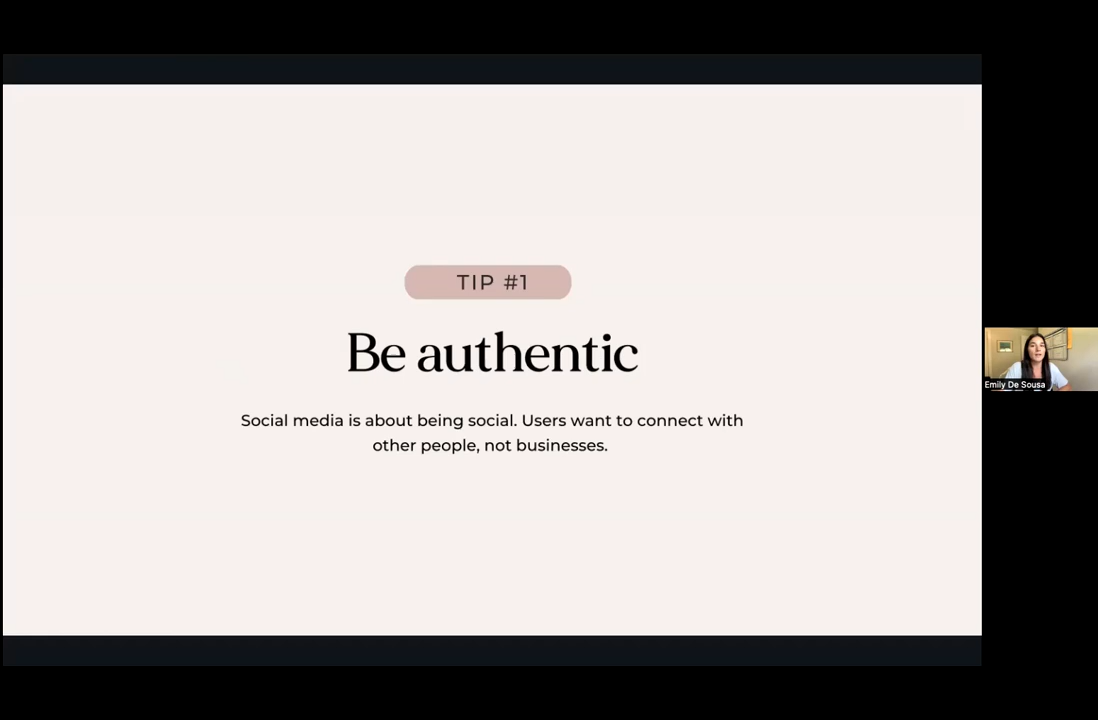 TIP #1
Be authentic
Social media is about being social. Users want to connect with
other people, not businesses.
Emily De Sousa